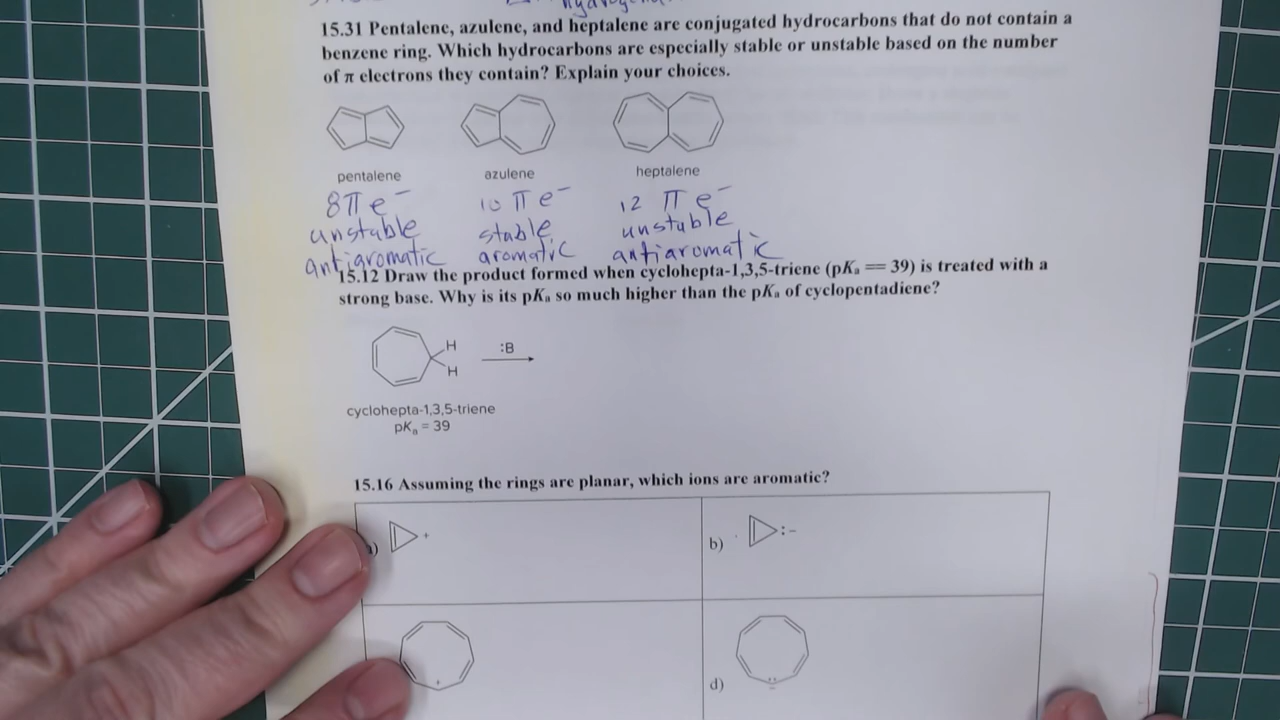 15.31 Pentalene, azulene, and heptalene are conjugated hydrocarbons that do not contain a
benzene ring. Which hydrocarbons are especially stable or unstable based on the number
of π electrons they contain? Explain your choices.
pentalene azulene heptalene
8π e⁻ 10 π e⁻ 12 π e⁻
unstable stable unstable
antiaromatic aromatic antiaromatic
15.12 Draw the product formed when cyclohepta-1,3,5-triene (pKₐ == 39) is treated with a
strong base. Why is its pKₐ so much higher than the pKₐ of cyclopentadiene?
H
:B
H
cyclohepta-1,3,5-triene
pKₐ = 39
15.16 Assuming the rings are planar, which ions are aromatic?
+ b) :-
+ d) :-